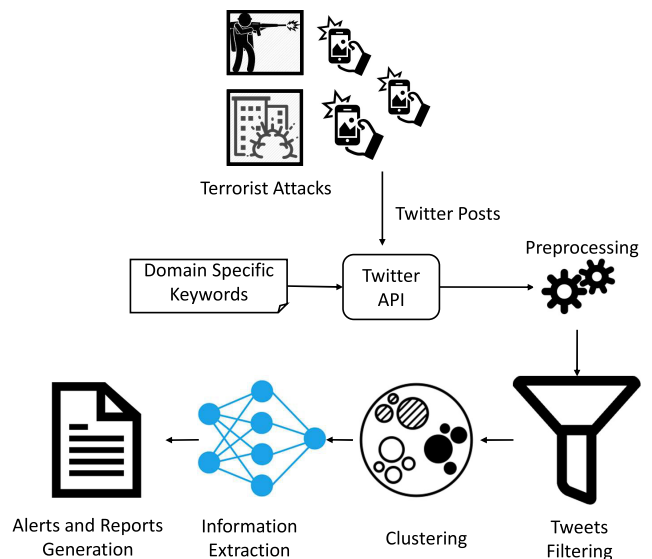 Terrorist Attacks
Twitter Posts
Preprocessing
Domain Specific
Keywords
Twitter
API
Alerts and Reports
Generation
Information
Extraction
Clustering
Tweets
Filtering